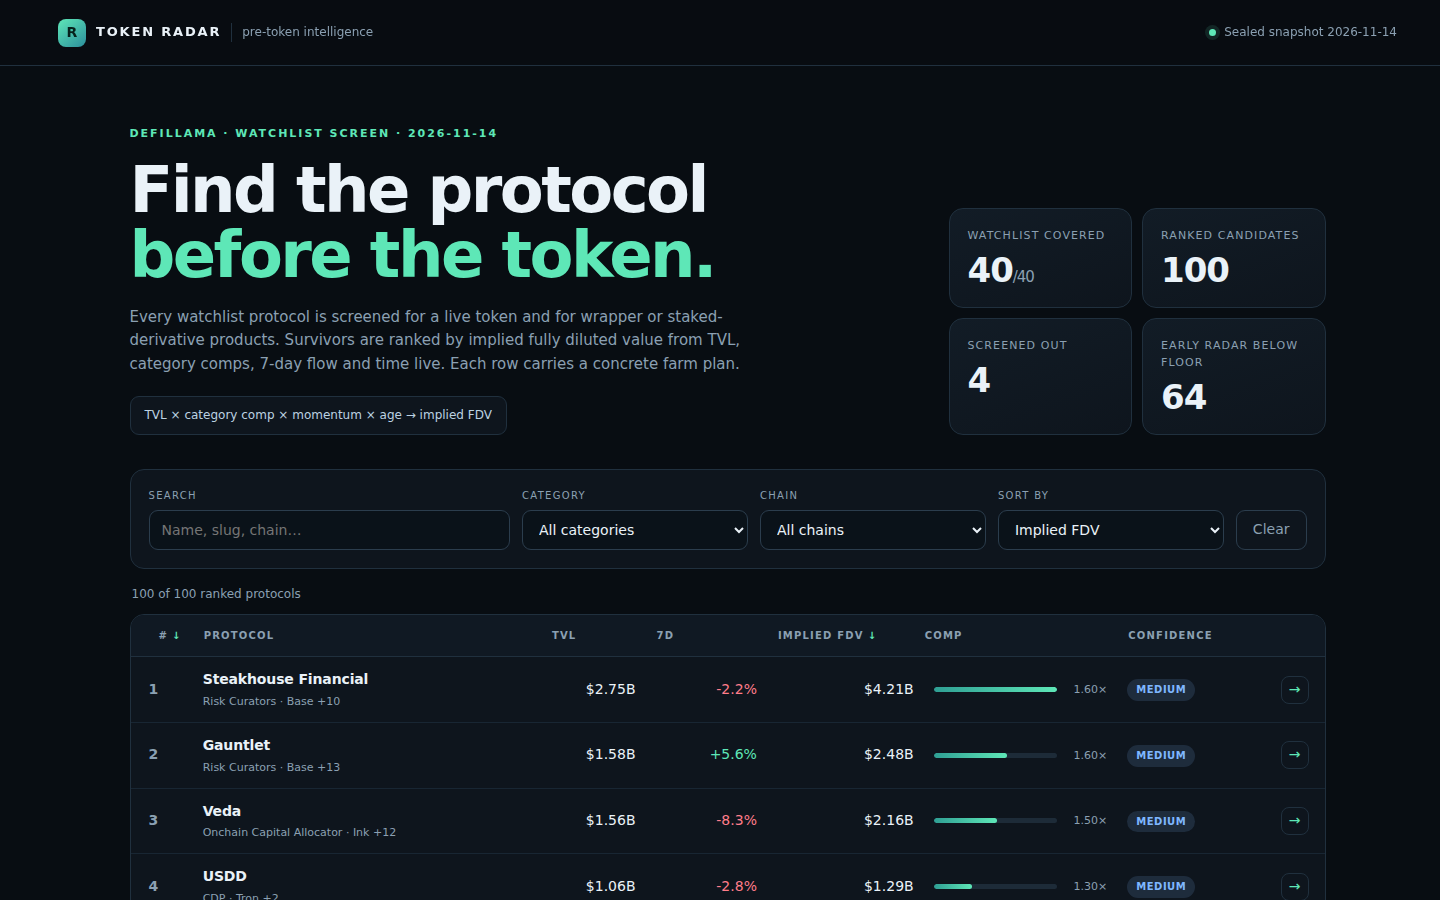 R TOKEN RADAR pre-token intelligence
Sealed snapshot 2026-11-14
DEFILLAMA · WATCHLIST SCREEN · 2026-11-14
Find the protocol
before the token.
Every watchlist protocol is screened for a live token and for wrapper or staked-
derivative products. Survivors are ranked by implied fully diluted value from TVL,
category comps, 7-day flow and time live. Each row carries a concrete farm plan.
TVL × category comp × momentum × age → implied FDV
WATCHLIST COVERED
40/40
RANKED CANDIDATES
100
SCREENED OUT
4
EARLY RADAR BELOW
FLOOR
64
SEARCH CATEGORY CHAIN SORT BY
Name, slug, chain… All categories All chains Implied FDV Clear
100 of 100 ranked protocols
# ↓ PROTOCOL TVL 7D IMPLIED FDV ↓ COMP CONFIDENCE
1 Steakhouse Financial $2.75B -2.2% $4.21B 1.60× MEDIUM →
Risk Curators · Base +10
2 Gauntlet $1.58B +5.6% $2.48B 1.60× MEDIUM →
Risk Curators · Base +13
3 Veda $1.56B -8.3% $2.16B 1.50× MEDIUM →
Onchain Capital Allocator · Ink +12
4 USDD $1.06B -2.8% $1.29B 1.30× MEDIUM →
CDP · Tron +2